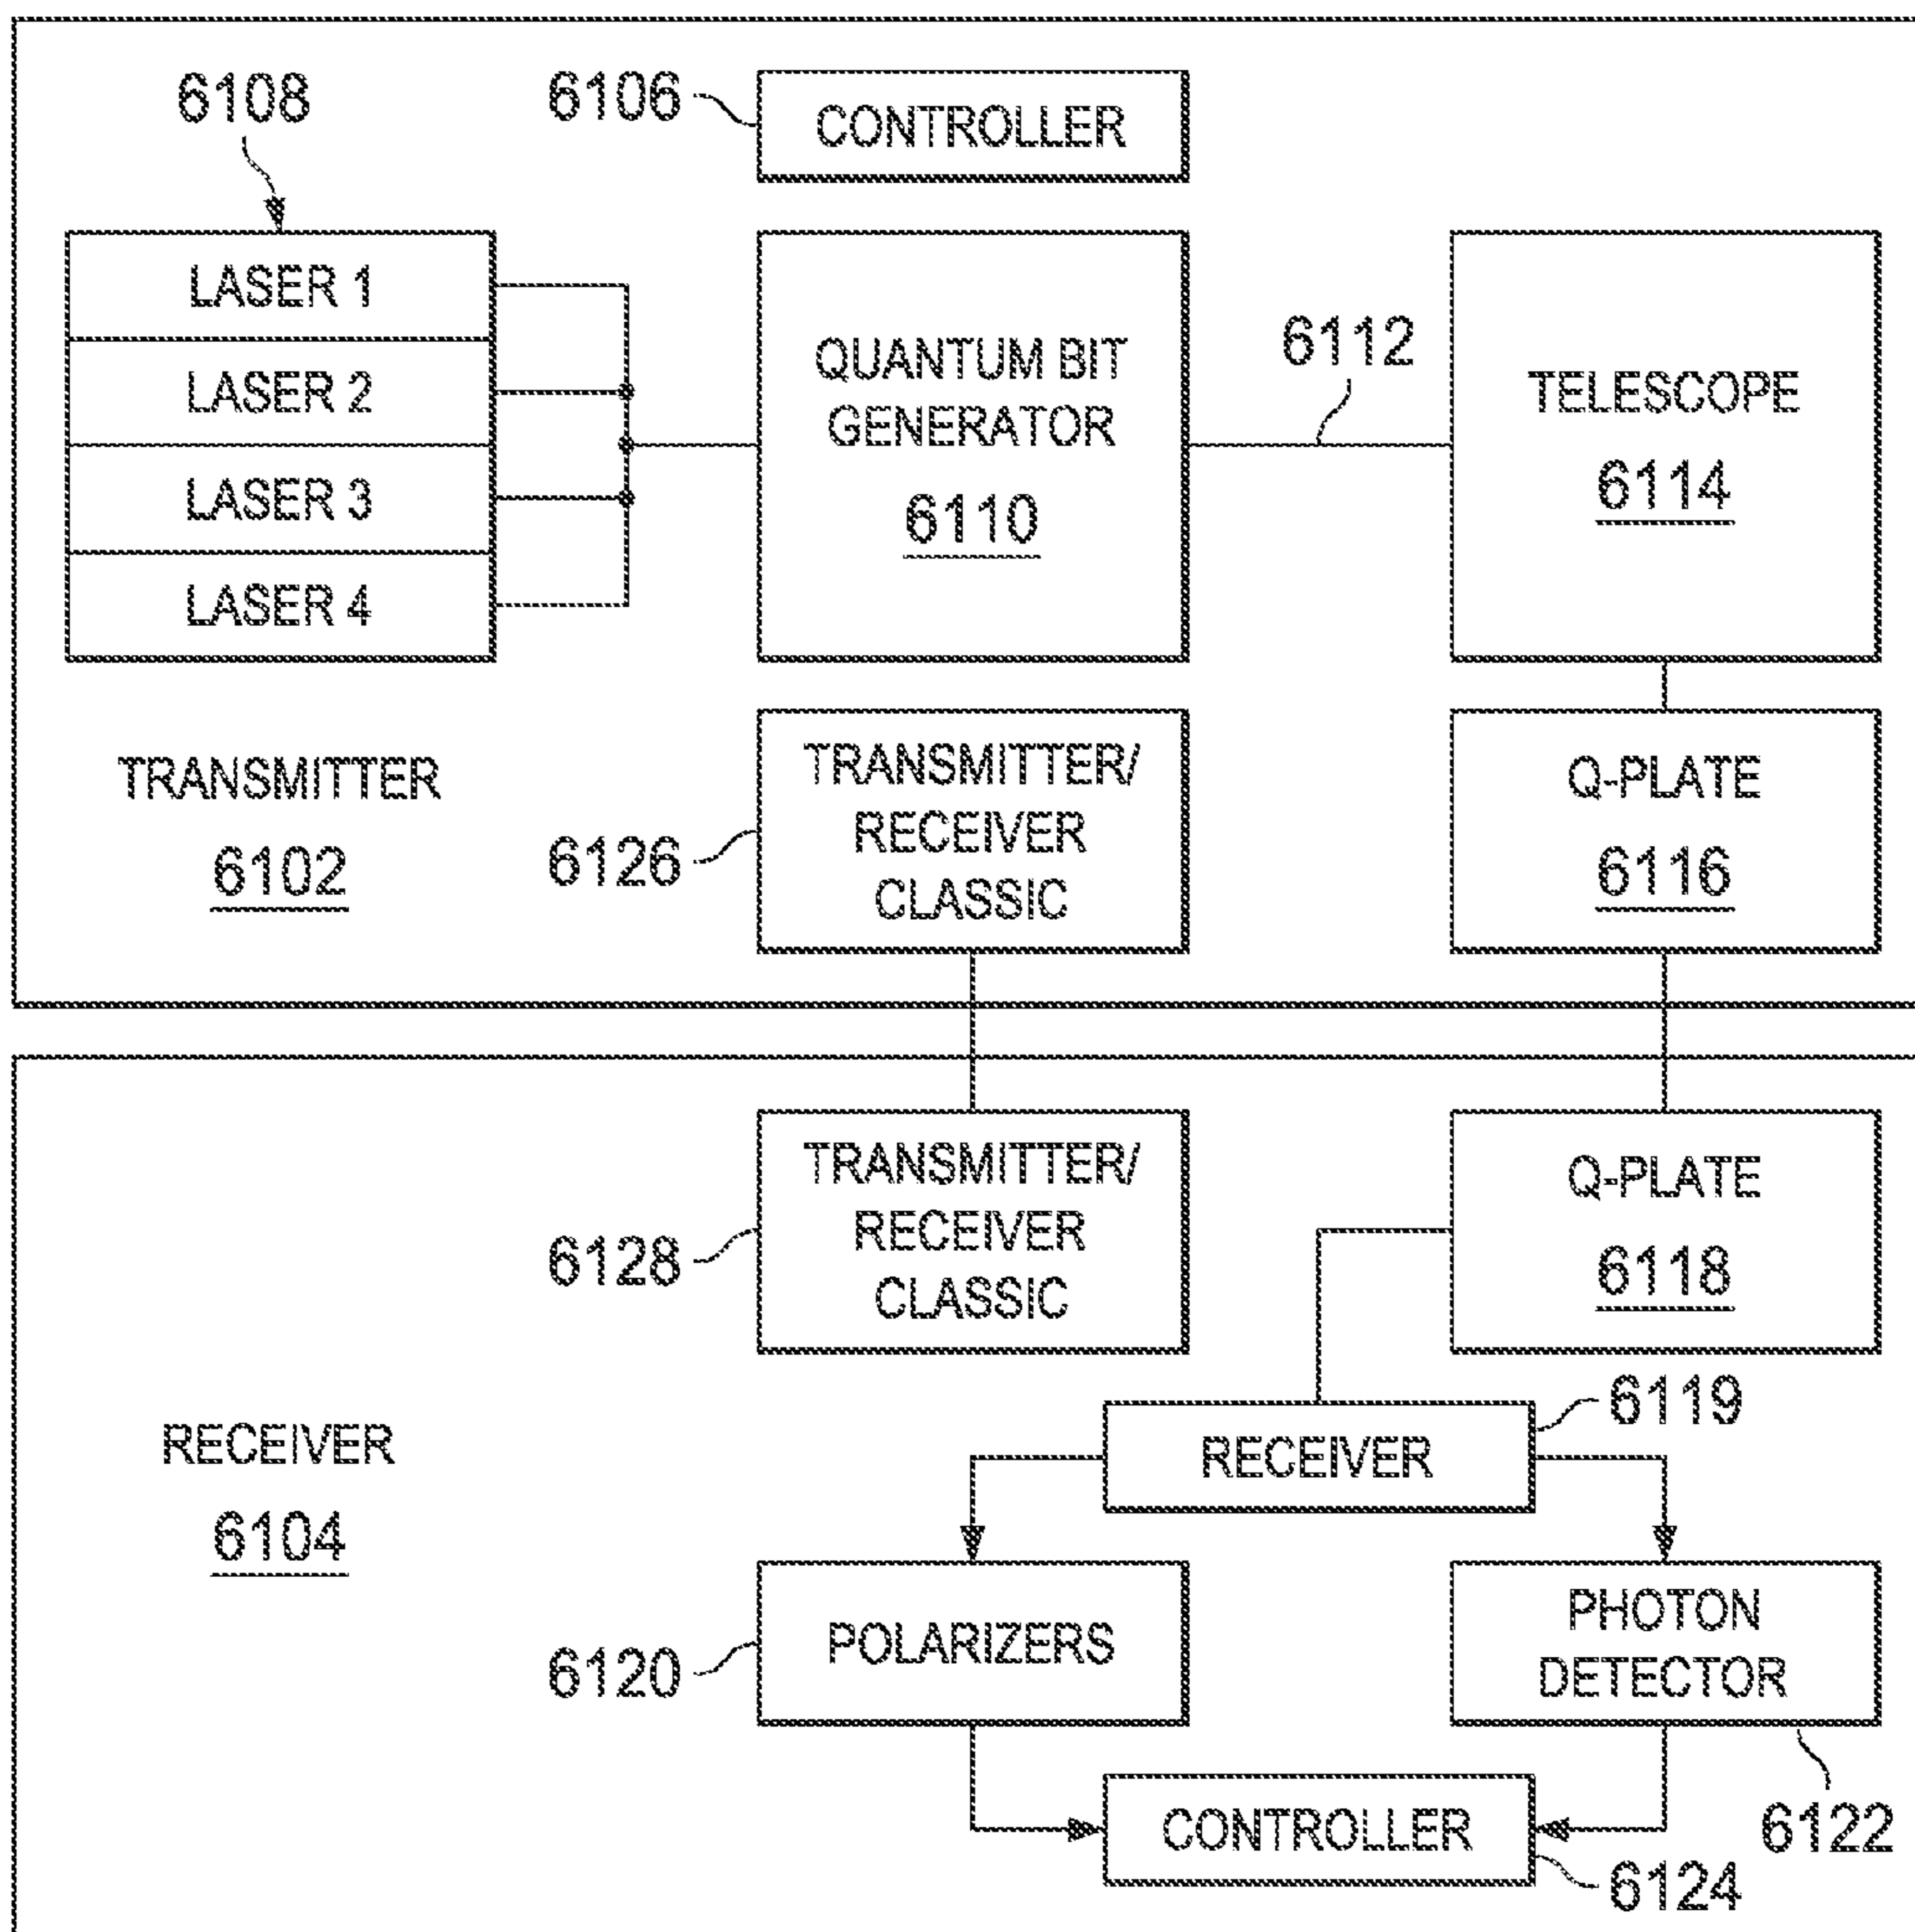 6108
6106
CONTROLLER
LASER 1
LASER 2
LASER 3
LASER 4
QUANTUM BIT
GENERATOR
6110
6112
TELESCOPE
6114
TRANSMITTER
6102
6126
TRANSMITTER/
RECEIVER
CLASSIC
Q-PLATE
6116
6128
TRANSMITTER/
RECEIVER
CLASSIC
Q-PLATE
6118
RECEIVER
6104
RECEIVER
6119
6120
POLARIZERS
PHOTON
DETECTOR
6122
CONTROLLER
6124